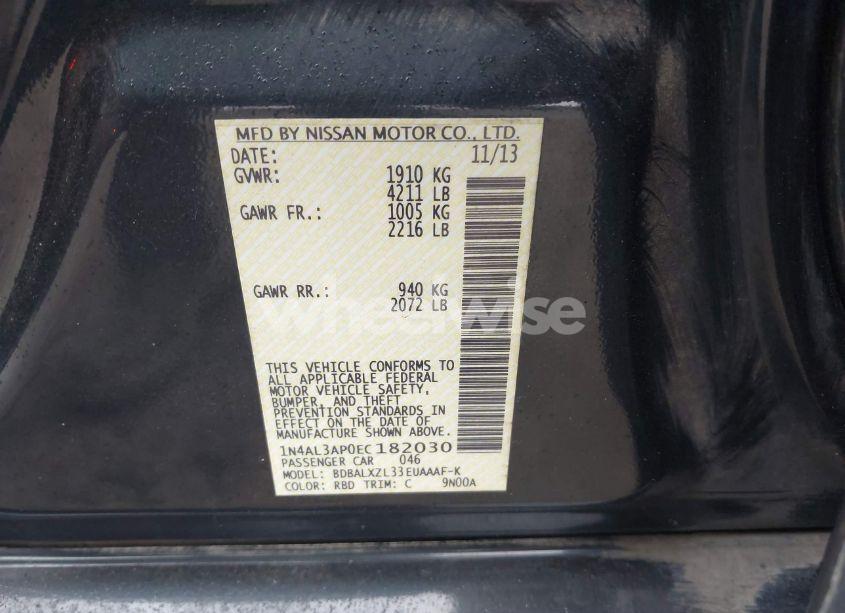 MFD BY NISSAN MOTOR CO., LTD.
DATE: 11/13
GVWR: 1910 KG
4211 LB
GAWR FR.: 1005 KG
2216 LB
GAWR RR.: 940 KG
2072 LB
wheelwise
THIS VEHICLE CONFORMS TO
ALL APPLICABLE FEDERAL
MOTOR VEHICLE SAFETY,
BUMPER, AND THEFT
PREVENTION STANDARDS IN
EFFECT ON THE DATE OF
MANUFACTURE SHOWN ABOVE.
1N4AL3AP0EC182030
PASSENGER CAR 046
MODEL: BDBALXZL33EUAAAF-K
COLOR: RBD TRIM: C 9N00A